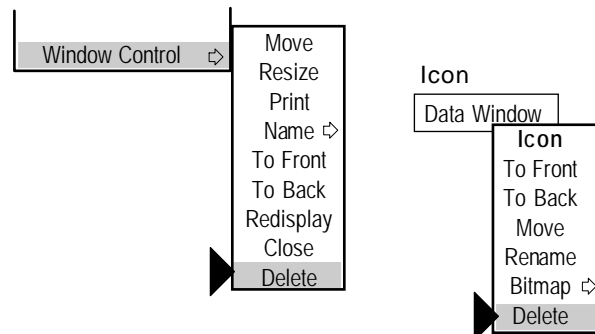 Window Control
Move
Resize
Print
Name
To Front
To Back
Redisplay
Close
Delete
Icon
Data Window
Icon
To Front
To Back
Move
Rename
Bitmap
Delete